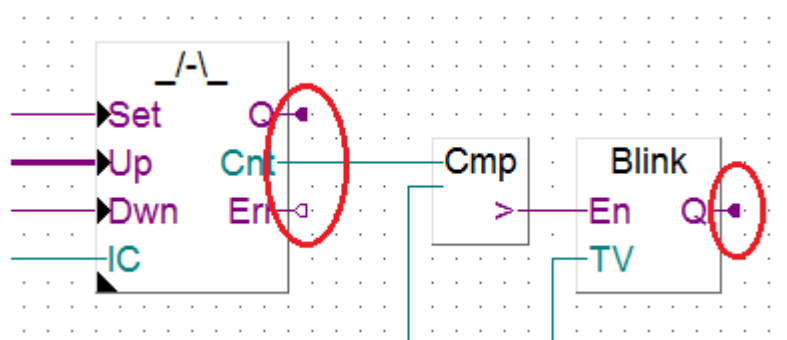 _/-\_
Set Q
Up Cnt
Dwn Err
IC
Cmp
>
Blink
En Q
TV